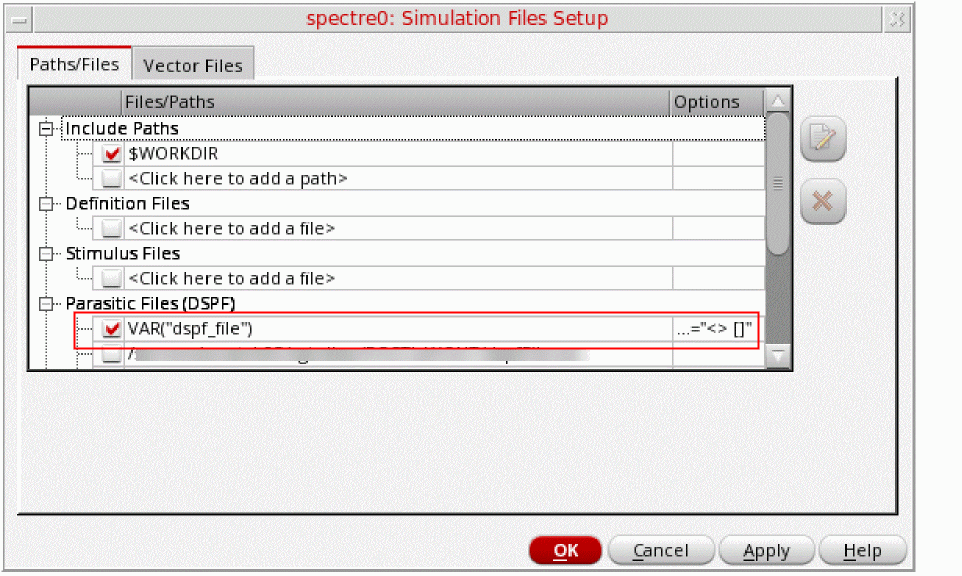 spectre0: Simulation Files Setup
Paths/Files Vector Files
Files/Paths Options
Include Paths
$WORKDIR
<Click here to add a path>
Definition Files
<Click here to add a file>
Stimulus Files
<Click here to add a file>
Parasitic Files (DSPF)
VAR("dspf_file") ...="<> []"
OK Cancel Apply Help